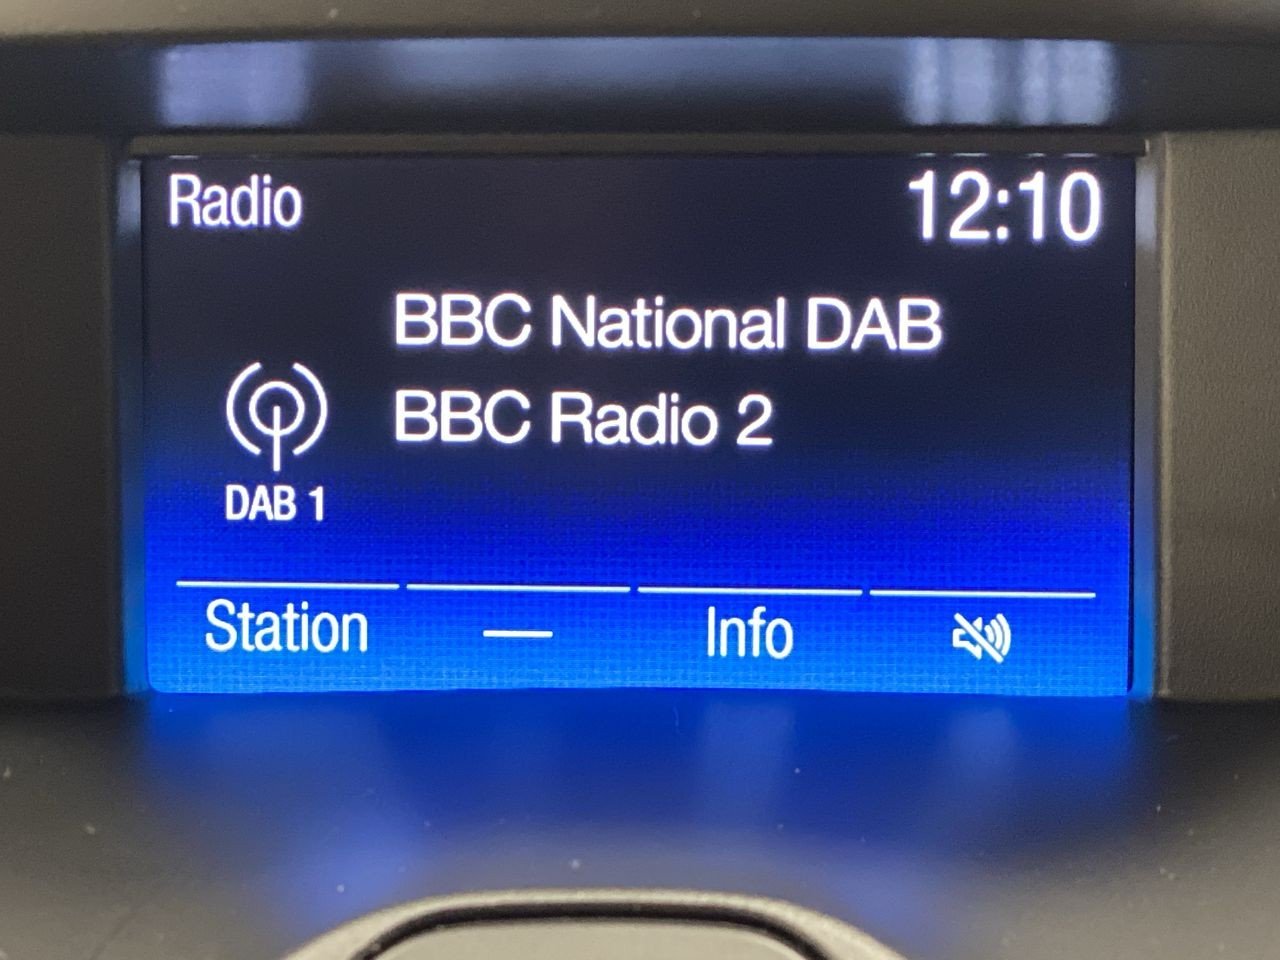 Radio 12:10
BBC National DAB
BBC Radio 2
DAB 1
Station — Info